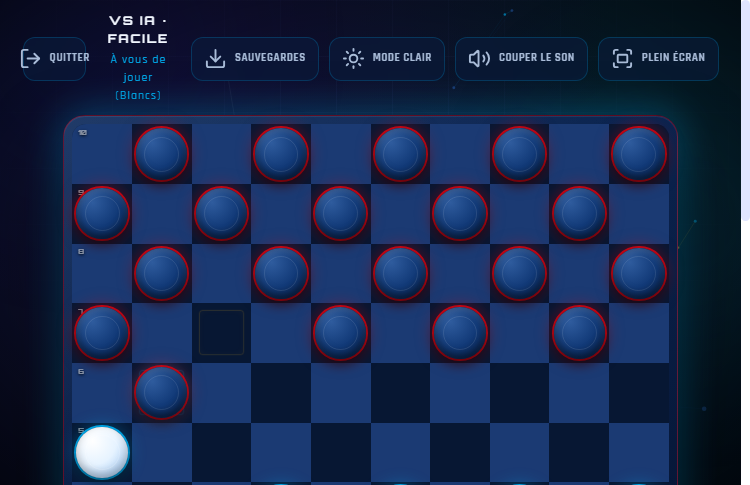 QUITTER
VS IA ·
FACILE
À vous de
jouer
(Blancs)
SAUVEGARDES
MODE CLAIR
COUPER LE SON
PLEIN ÉCRAN
10
9
8
7
6
5